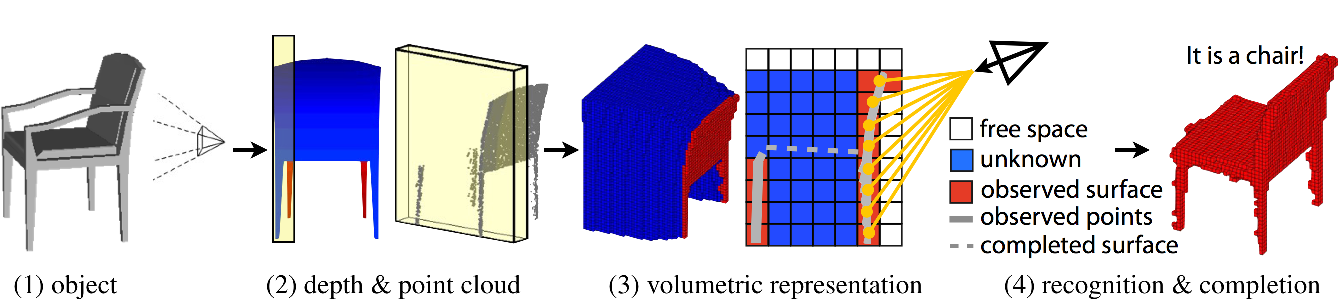 It is a chair!
free space
unknown
observed surface
observed points
completed surface
(1) object
(2) depth & point cloud
(3) volumetric representation
(4) recognition & completion